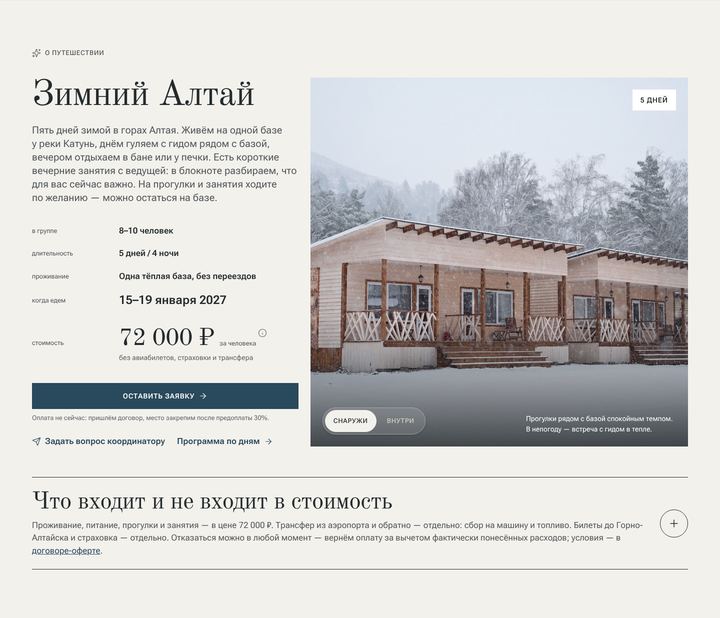 О ПУТЕШЕСТВИИ
Зимний Алтай
Пять дней зимой в горах Алтая. Живём на одной базе
у реки Катунь, днём гуляем с гидом рядом с базой,
вечером отдыхаем в бане или у печки. Есть короткие
вечерние занятия с ведущей: в блокноте разбираем, что
для вас сейчас важно. На прогулки и занятия ходите
по желанию — можно остаться на базе.
в группе 8–10 человек
длительность 5 дней / 4 ночи
проживание Одна тёплая база, без переездов
когда едем 15–19 января 2027
стоимость 72 000 ₽ за человека
без авиабилетов, страховки и трансфера
ОСТАВИТЬ ЗАЯВКУ →
Оплата не сейчас: пришлём договор, место закрепим после предоплаты 30%.
Задать вопрос координатору Программа по дням →
5 ДНЕЙ
СНАРУЖИ ВНУТРИ
Прогулки рядом с базой спокойным темпом.
В непогоду — встреча с гидом в тепле.
Что входит и не входит в стоимость
Проживание, питание, прогулки и занятия — в цене 72 000 ₽. Трансфер из аэропорта и обратно — отдельно: сбор на машину и топливо. Билеты до Горно-
Алтайска и страховка — отдельно. Отказаться можно в любой момент — вернём оплату за вычетом фактически понесённых расходов; условия — в
договоре-оферте.